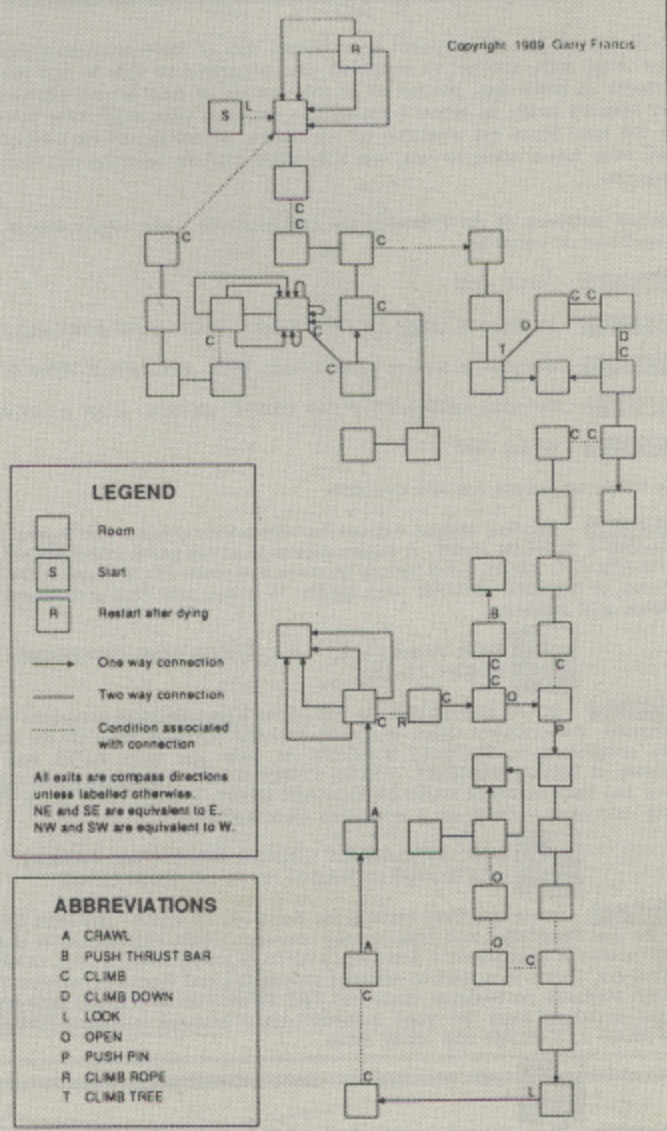 Copyright 1989 Garry Francis
R
S
L
C
C
C
C
C
C
C
C
C
C
C
C
O
D
T
C
C
C
B
C
C
C
R
C
O
C
P
A
O
O
C
A
C
C
L
LEGEND
Room
S Start
R Restart after dying
One way connection
Two way connection
Condition associated
with connection
All exits are compass directions
unless labelled otherwise.
NE and SE are equivalent to E.
NW and SW are equivalent to W.
ABBREVIATIONS
A CRAWL
B PUSH THRUST BAR
C CLIMB
D CLIMB DOWN
L LOOK
O OPEN
P PUSH PIN
R CLIMB ROPE
T CLIMB TREE